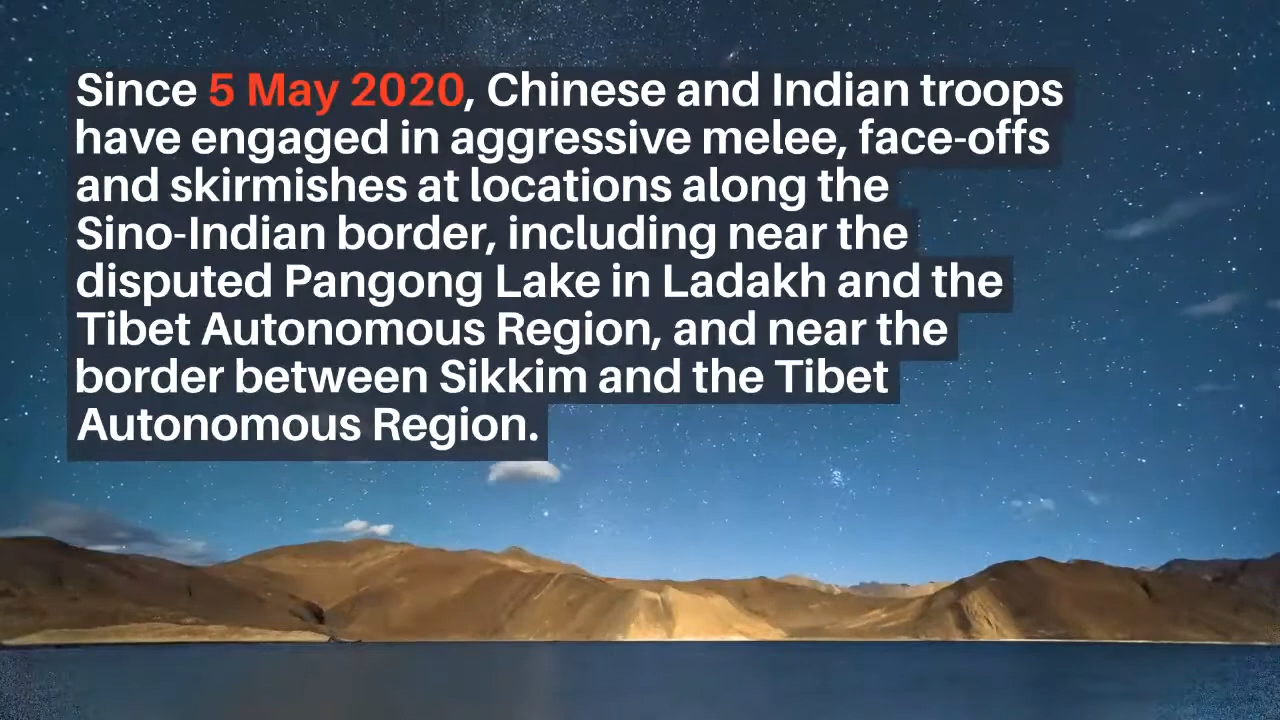 Since 5 May 2020, Chinese and Indian troops
have engaged in aggressive melee, face-offs
and skirmishes at locations along the
Sino-Indian border, including near the
disputed Pangong Lake in Ladakh and the
Tibet Autonomous Region, and near the
border between Sikkim and the Tibet
Autonomous Region.